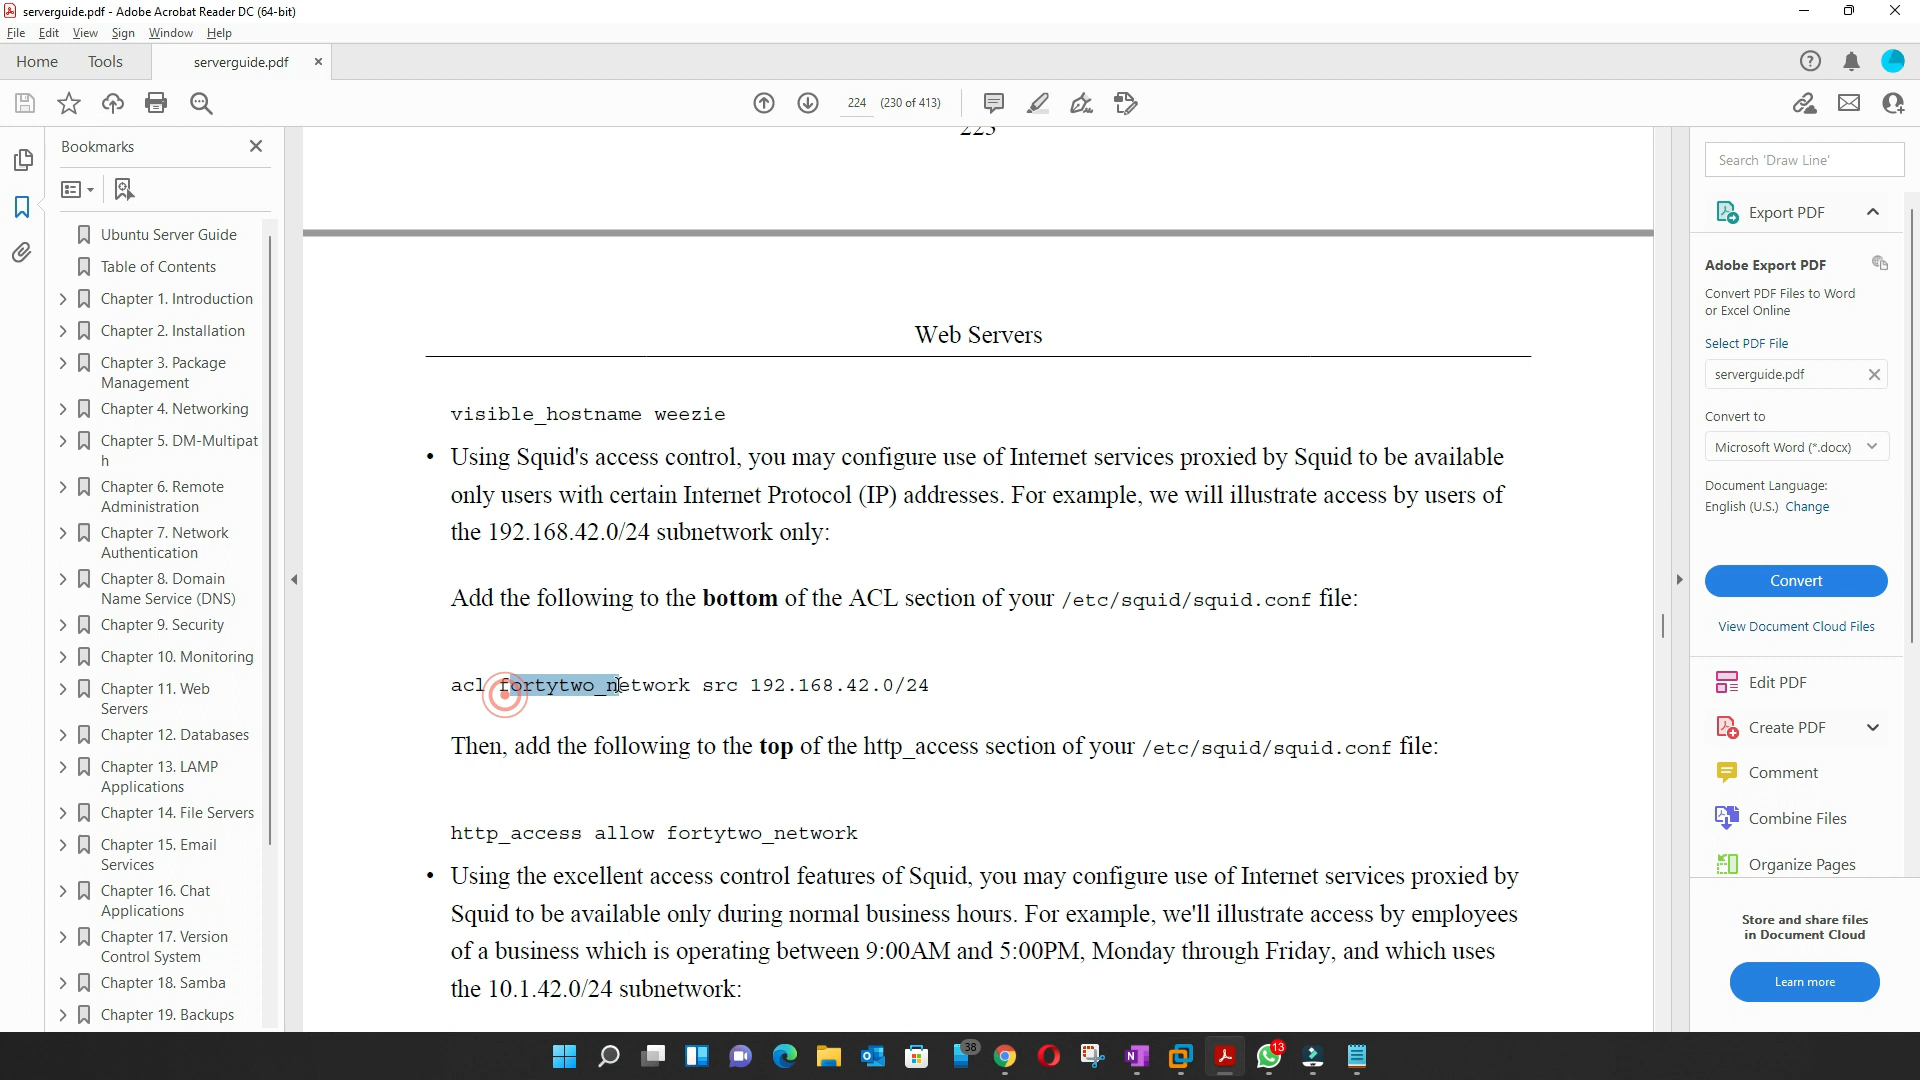 serverguide.pdf - Adobe Acrobat Reader DC (64-bit)
File Edit View Sign Window Help
Home Tools serverguide.pdf
224 (230 of 413)
Bookmarks
Ubuntu Server Guide
Table of Contents
Chapter 1. Introduction
Chapter 2. Installation
Chapter 3. Package
Management
Chapter 4. Networking
Chapter 5. DM-Multipat
h
Chapter 6. Remote
Administration
Chapter 7. Network
Authentication
Chapter 8. Domain
Name Service (DNS)
Chapter 9. Security
Chapter 10. Monitoring
Chapter 11. Web
Servers
Chapter 12. Databases
Chapter 13. LAMP
Applications
Chapter 14. File Servers
Chapter 15. Email
Services
Chapter 16. Chat
Applications
Chapter 17. Version
Control System
Chapter 18. Samba
Chapter 19. Backups
Web Servers
visible_hostname weezie
• Using Squid's access control, you may configure use of Internet services proxied by Squid to be available
only users with certain Internet Protocol (IP) addresses. For example, we will illustrate access by users of
the 192.168.42.0/24 subnetwork only:
Add the following to the bottom of the ACL section of your /etc/squid/squid.conf file:
acl fortytwo_network src 192.168.42.0/24
Then, add the following to the top of the http_access section of your /etc/squid/squid.conf file:
http_access allow fortytwo_network
• Using the excellent access control features of Squid, you may configure use of Internet services proxied by
Squid to be available only during normal business hours. For example, we'll illustrate access by employees
of a business which is operating between 9:00AM and 5:00PM, Monday through Friday, and which uses
the 10.1.42.0/24 subnetwork:
Search 'Draw Line'
Export PDF
Adobe Export PDF
Convert PDF Files to Word
or Excel Online
Select PDF File
serverguide.pdf
Convert to
Microsoft Word (*.docx)
Document Language:
English (U.S.) Change
Convert
View Document Cloud Files
Edit PDF
Create PDF
Comment
Combine Files
Organize Pages
Store and share files
in Document Cloud
Learn more
38
13